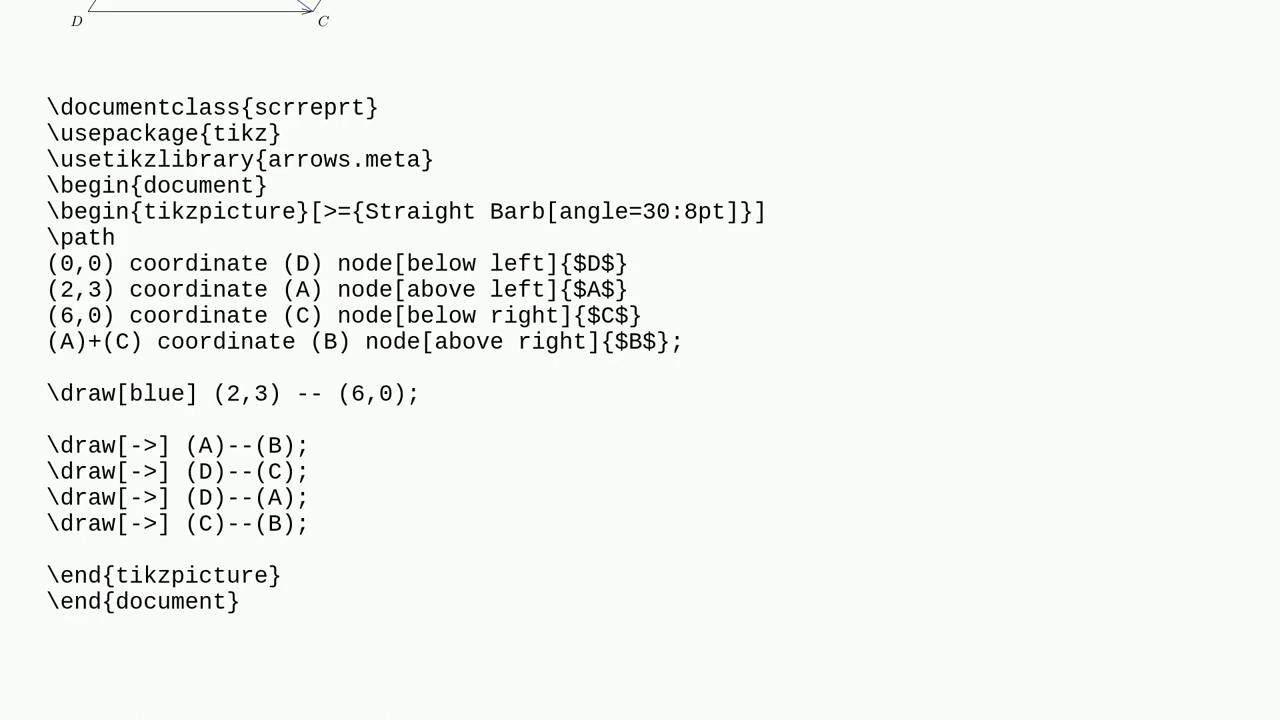 D C
\documentclass{scrreprt}
\usepackage{tikz}
\usetikzlibrary{arrows.meta}
\begin{document}
\begin{tikzpicture}[>={Straight Barb[angle=30:8pt]}]
\path
(0,0) coordinate (D) node[below left]{$D$}
(2,3) coordinate (A) node[above left]{$A$}
(6,0) coordinate (C) node[below right]{$C$}
(A)+(C) coordinate (B) node[above right]{$B$};
\draw[blue] (2,3) -- (6,0);
\draw[->] (A)--(B);
\draw[->] (D)--(C);
\draw[->] (D)--(A);
\draw[->] (C)--(B);
\end{tikzpicture}
\end{document}